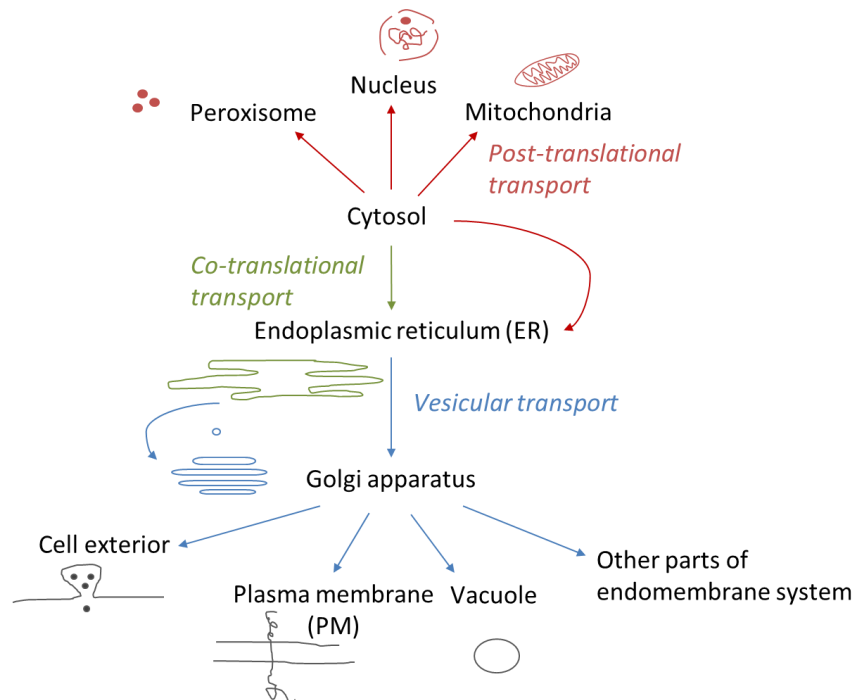 Nucleus
Peroxisome
Mitochondria
Post-translational
transport
Cytosol
Co-translational
transport
Endoplasmic reticulum (ER)
Vesicular transport
Golgi apparatus
Cell exterior
Other parts of
endomembrane system
Plasma membrane
(PM)
Vacuole